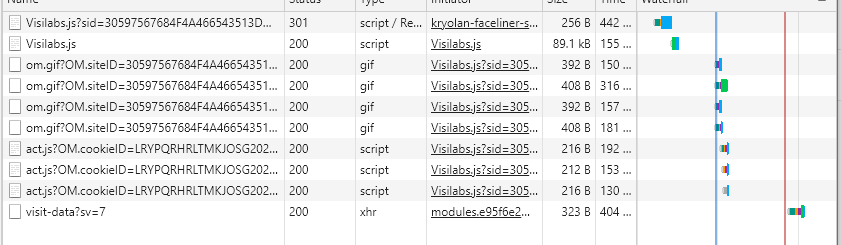 Name Status Type Initiator Size Time Waterfall
Visilabs.js?sid=30597567684F4A466543513D... 301 script / Re... kryolan-faceliner-s... 256 B 442 ...
Visilabs.js 200 script Visilabs.js 89.1 kB 155 ...
om.gif?OM.siteID=30597567684F4A46654351... 200 gif Visilabs.js?sid=305... 392 B 150 ...
om.gif?OM.siteID=30597567684F4A46654351... 200 gif Visilabs.js?sid=305... 408 B 316 ...
om.gif?OM.siteID=30597567684F4A46654351... 200 gif Visilabs.js?sid=305... 392 B 157 ...
om.gif?OM.siteID=30597567684F4A46654351... 200 gif Visilabs.js?sid=305... 408 B 181 ...
act.js?OM.cookieID=LRYPQRHRLTMKJOSG202... 200 script Visilabs.js?sid=305... 216 B 192 ...
act.js?OM.cookieID=LRYPQRHRLTMKJOSG202... 200 script Visilabs.js?sid=305... 212 B 153 ...
act.js?OM.cookieID=LRYPQRHRLTMKJOSG202... 200 script Visilabs.js?sid=305... 216 B 130 ...
visit-data?sv=7 200 xhr modules.e95f6e2... 323 B 404 ...